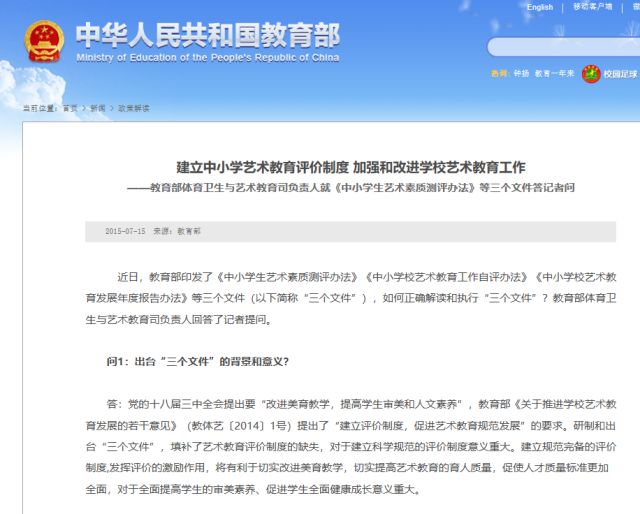 English | 移动客户端 |
中华人民共和国教育部
Ministry of Education of the People's Republic of China
热词：钟扬 教育一年来 校园足球
当前位置：首页 > 新闻 > 政策解读
建立中小学艺术教育评价制度 加强和改进学校艺术教育工作
——教育部体育卫生与艺术教育司负责人就《中小学生艺术素质测评办法》等三个文件答记者问
2015-07-15 来源：教育部
近日，教育部印发了《中小学生艺术素质测评办法》《中小学校艺术教育工作自评办法》《中小学校艺术教
育发展年度报告办法》等三个文件（以下简称“三个文件”），如何正确解读和执行“三个文件”？教育部体育卫
生与艺术教育司负责人回答了记者提问。
问1：出台“三个文件”的背景和意义？
答：党的十八届三中全会提出要“改进美育教学，提高学生审美和人文素养”，教育部《关于推进学校艺术教
育发展的若干意见》（教体艺〔2014〕1号）提出了“建立评价制度，促进艺术教育规范发展”的要求。研制和出
台“三个文件”，填补了艺术教育评价制度的缺失，对于建立科学规范的评价制度意义重大。建立规范完备的评价
制度,发挥评价的激励作用，将有利于切实改进美育教学，切实提高艺术教育的育人质量，促使人才质量标准更加
全面，对于全面提高学生的审美素养、促进学生全面健康成长意义重大。